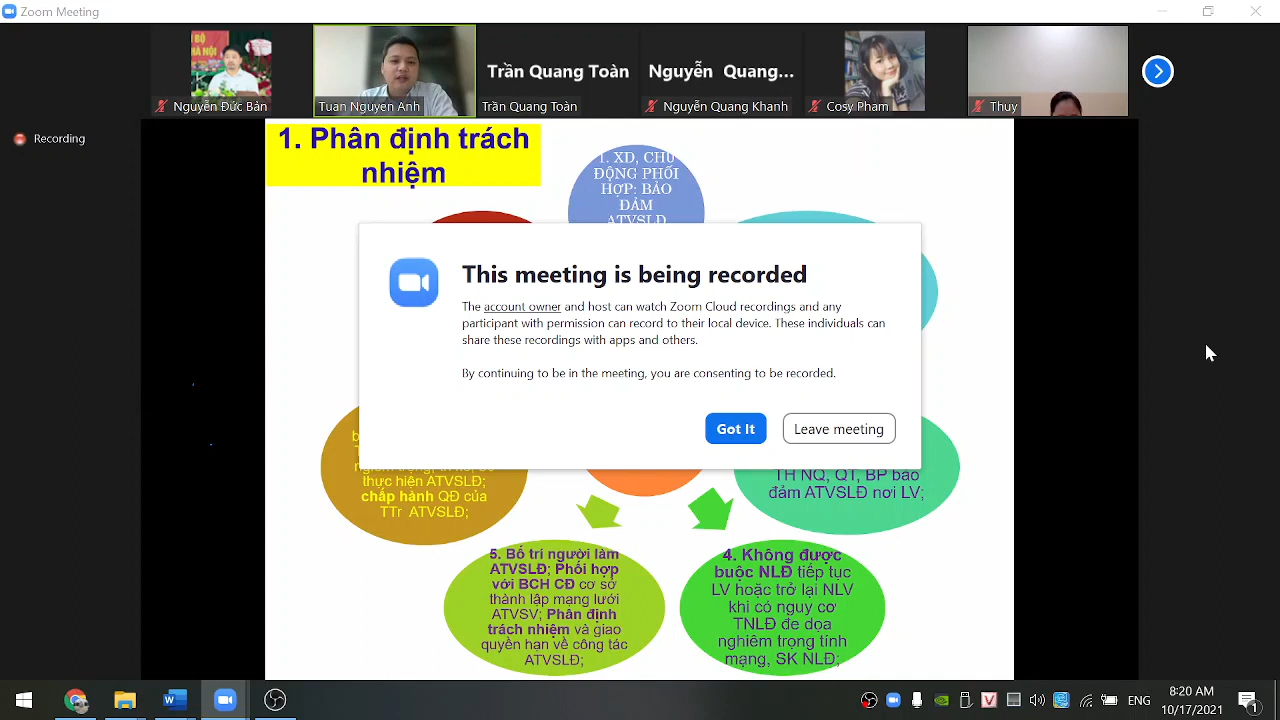 Zoom Meeting
BỘ
HÀ NỘI
Trần Quang Toàn
Nguyễn Quang...
Nguyễn Đức Bản
Tuan Nguyen Anh
Trần Quang Toàn
Nguyễn Quang Khanh
Cosy Pham
Thuy
Recording
1. Phân định trách
nhiệm
1. XD, CHỦ
ĐỘNG PHỐI
HỢP: BẢO
ĐẢM
ATVSLĐ
This meeting is being recorded
The account owner and host can watch Zoom Cloud recordings and any
participant with permission can record to their local device. These individuals can
share these recordings with apps and others.
By continuing to be in the meeting, you are consenting to be recorded.
Got It
Leave meeting
thực hiện ATVSLĐ;
chấp hành QĐ của
TTr ATVSLĐ;
TH NQ, QT, BP bảo
đảm ATVSLĐ nơi LV;
5. Bố trí người làm
ATVSLĐ; Phối hợp
với BCH CĐ cơ sở
thành lập mạng lưới
ATVSV; Phân định
trách nhiệm và giao
quyền hạn về công tác
ATVSLĐ;
4. Không được
buộc NLĐ tiếp tục
LV hoặc trở lại NLV
khi có nguy cơ
TNLĐ đe dọa
nghiêm trọng tính
mạng, SK NLĐ;
ENG
8:20 AM
10/17/2021
1